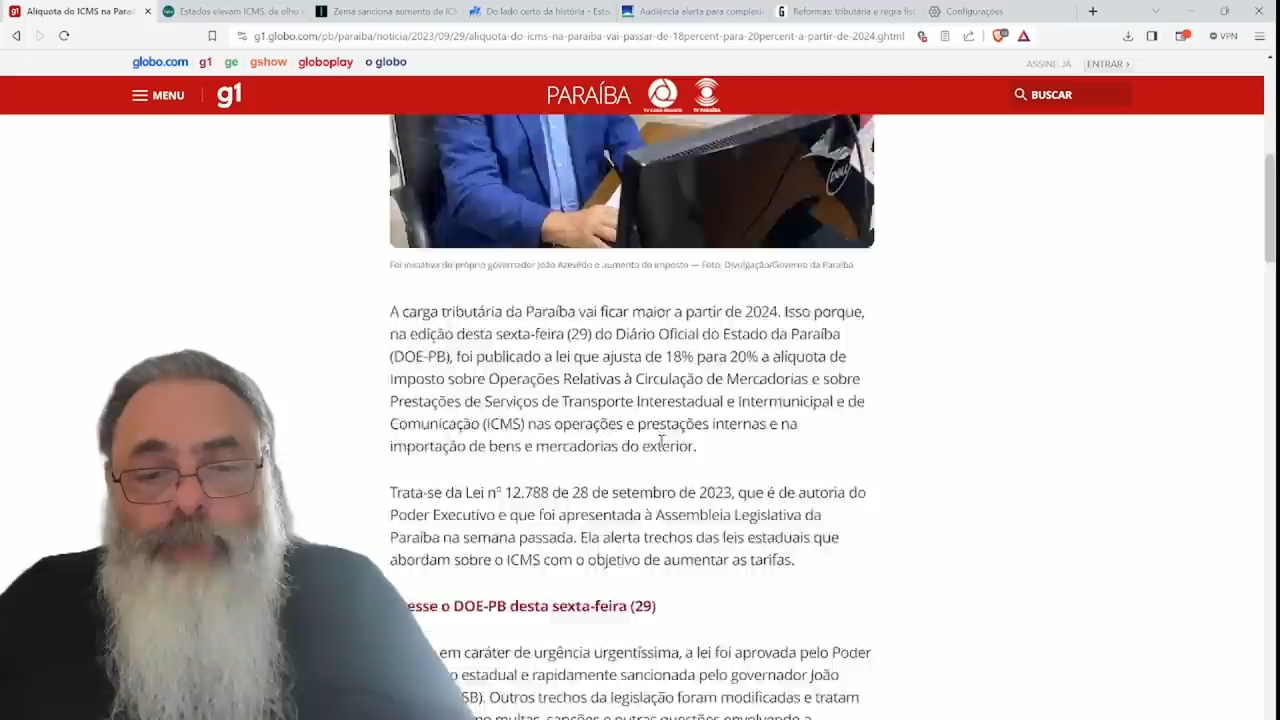 Alíquota do ICMS na Paraí
Estados elevam ICMS, de olho n
Zema sanciona aumento de ICM
Do lado certo da história - Esta
Audiência alerta para complexid
Reformas: tributária e regra fisc
Configurações
g1.globo.com/pb/paraiba/noticia/2023/09/29/aliquota-do-icms-na-paraiba-vai-passar-de-18percent-para-20percent-a-partir-de-2024.ghtml
VPN
globo.com g1 ge gshow globoplay o globo
ASSINE JÁ
ENTRAR ›
MENU
g1
PARAÍBA
TV CABO BRANCO
TV PARAÍBA
BUSCAR
DELL
Foi iniciativa do próprio governador João Azevêdo o aumento do imposto — Foto: Divulgação/Governo da Paraíba
A carga tributária da Paraíba vai ficar maior a partir de 2024. Isso porque,
na edição desta sexta-feira (29) do Diário Oficial do Estado da Paraíba
(DOE-PB), foi publicado a lei que ajusta de 18% para 20% a alíquota de
Imposto sobre Operações Relativas à Circulação de Mercadorias e sobre
Prestações de Serviços de Transporte Interestadual e Intermunicipal e de
Comunicação (ICMS) nas operações e prestações internas e na
importação de bens e mercadorias do exterior.
Trata-se da Lei nº 12.788 de 28 de setembro de 2023, que é de autoria do
Poder Executivo e que foi apresentada à Assembleia Legislativa da
Paraíba na semana passada. Ela alerta trechos das leis estaduais que
abordam sobre o ICMS com o objetivo de aumentar as tarifas.
esse o DOE-PB desta sexta-feira (29)
em caráter de urgência urgentíssima, a lei foi aprovada pelo Poder
o estadual e rapidamente sancionada pelo governador João
SB). Outros trechos da legislação foram modificados e tratam